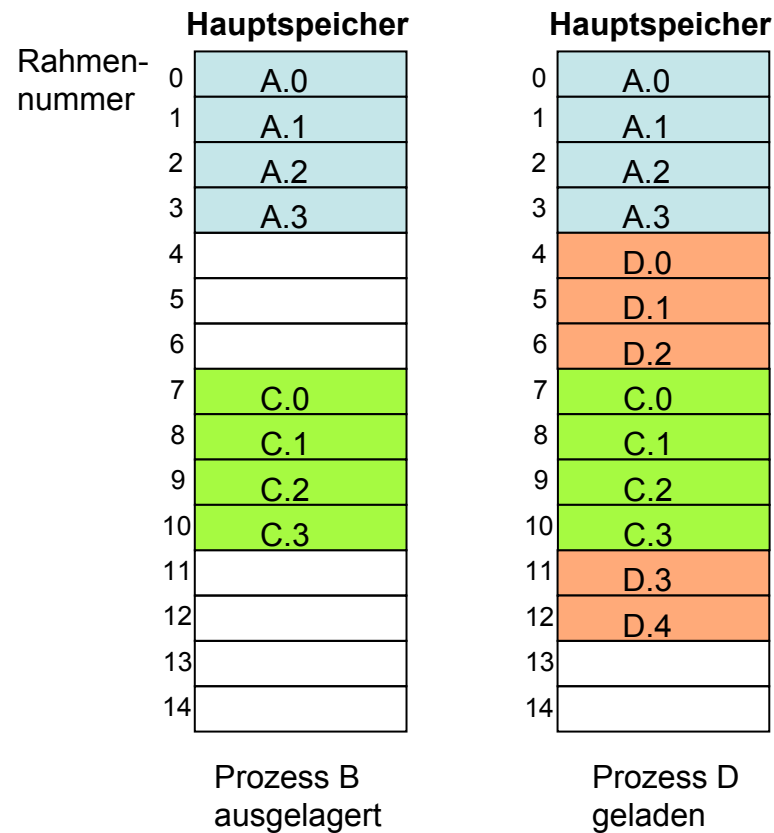 Hauptspeicher Hauptspeicher
Rahmen-
nummer
0 A.0 0 A.0
1 A.1 1 A.1
2 A.2 2 A.2
3 A.3 3 A.3
4 4 D.0
5 5 D.1
6 6 D.2
7 C.0 7 C.0
8 C.1 8 C.1
9 C.2 9 C.2
10 C.3 10 C.3
11 11 D.3
12 12 D.4
13 13
14 14
Prozess B Prozess D
ausgelagert geladen